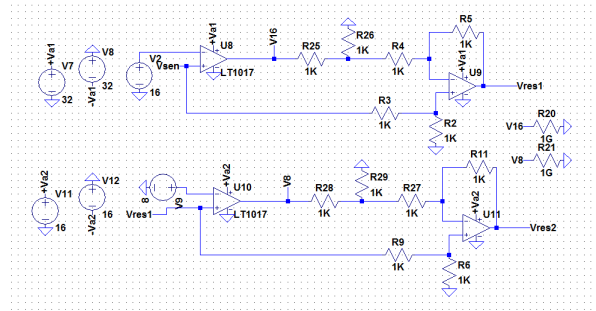 +Va1
V7
32
V8
-Va1
32
V2
Vsen
16
+Va1
U8
LT1017
V16
R25
1K
R26
1K
R4
1K
R5
1K
+Va1
U9
Vres1
R3
1K
R2
1K
V16
R20
1G
V8
R21
1G
+Va2
V11
16
V12
-Va2
16
8
V9
Vres1
+Va2
U10
LT1017
V8
R28
1K
R29
1K
R27
1K
R11
1K
+Va2
U11
Vres2
R9
1K
R6
1K